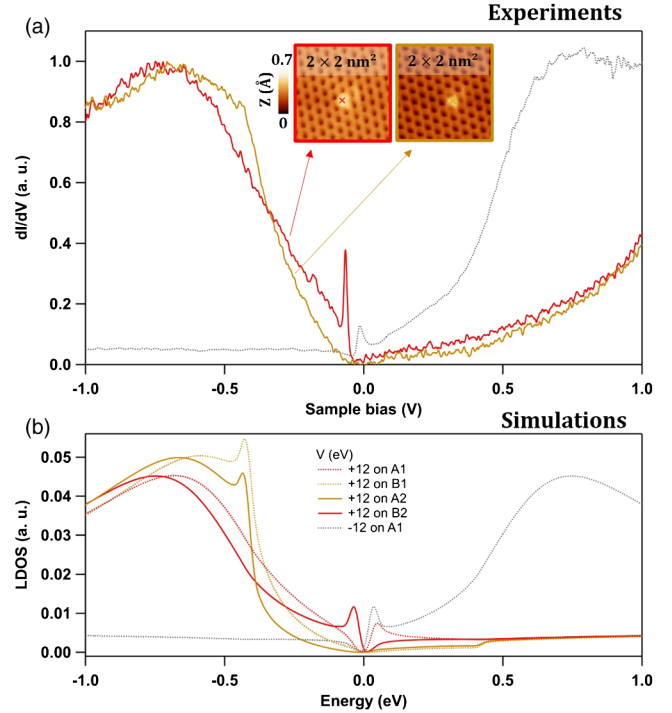 Experiments
(a)
1.0
0.8
0.6
0.4
0.2
0.0
dI/dV (a. u.)
0.7
Z (Å)
0
2 × 2 nm²
2 × 2 nm²
-1.0
-0.5
0.0
0.5
1.0
Sample bias (V)
Simulations
(b)
0.05
0.04
0.03
0.02
0.01
0.00
LDOS (a. u.)
V (eV)
+12 on A1
+12 on B1
+12 on A2
+12 on B2
-12 on A1
-1.0
-0.5
0.0
0.5
1.0
Energy (eV)